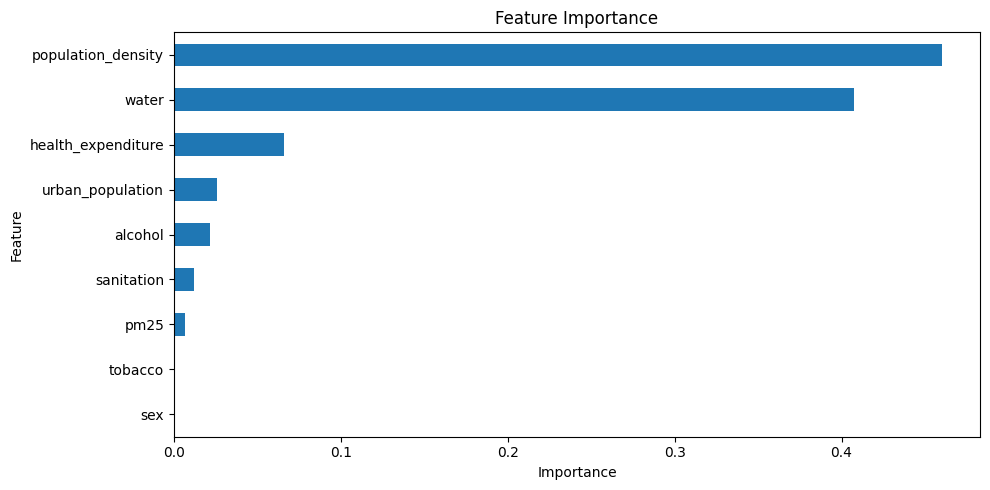 Feature Importance
population_density
water
health_expenditure
urban_population
alcohol
sanitation
pm25
tobacco
sex
Feature
0.0 0.1 0.2 0.3 0.4
Importance